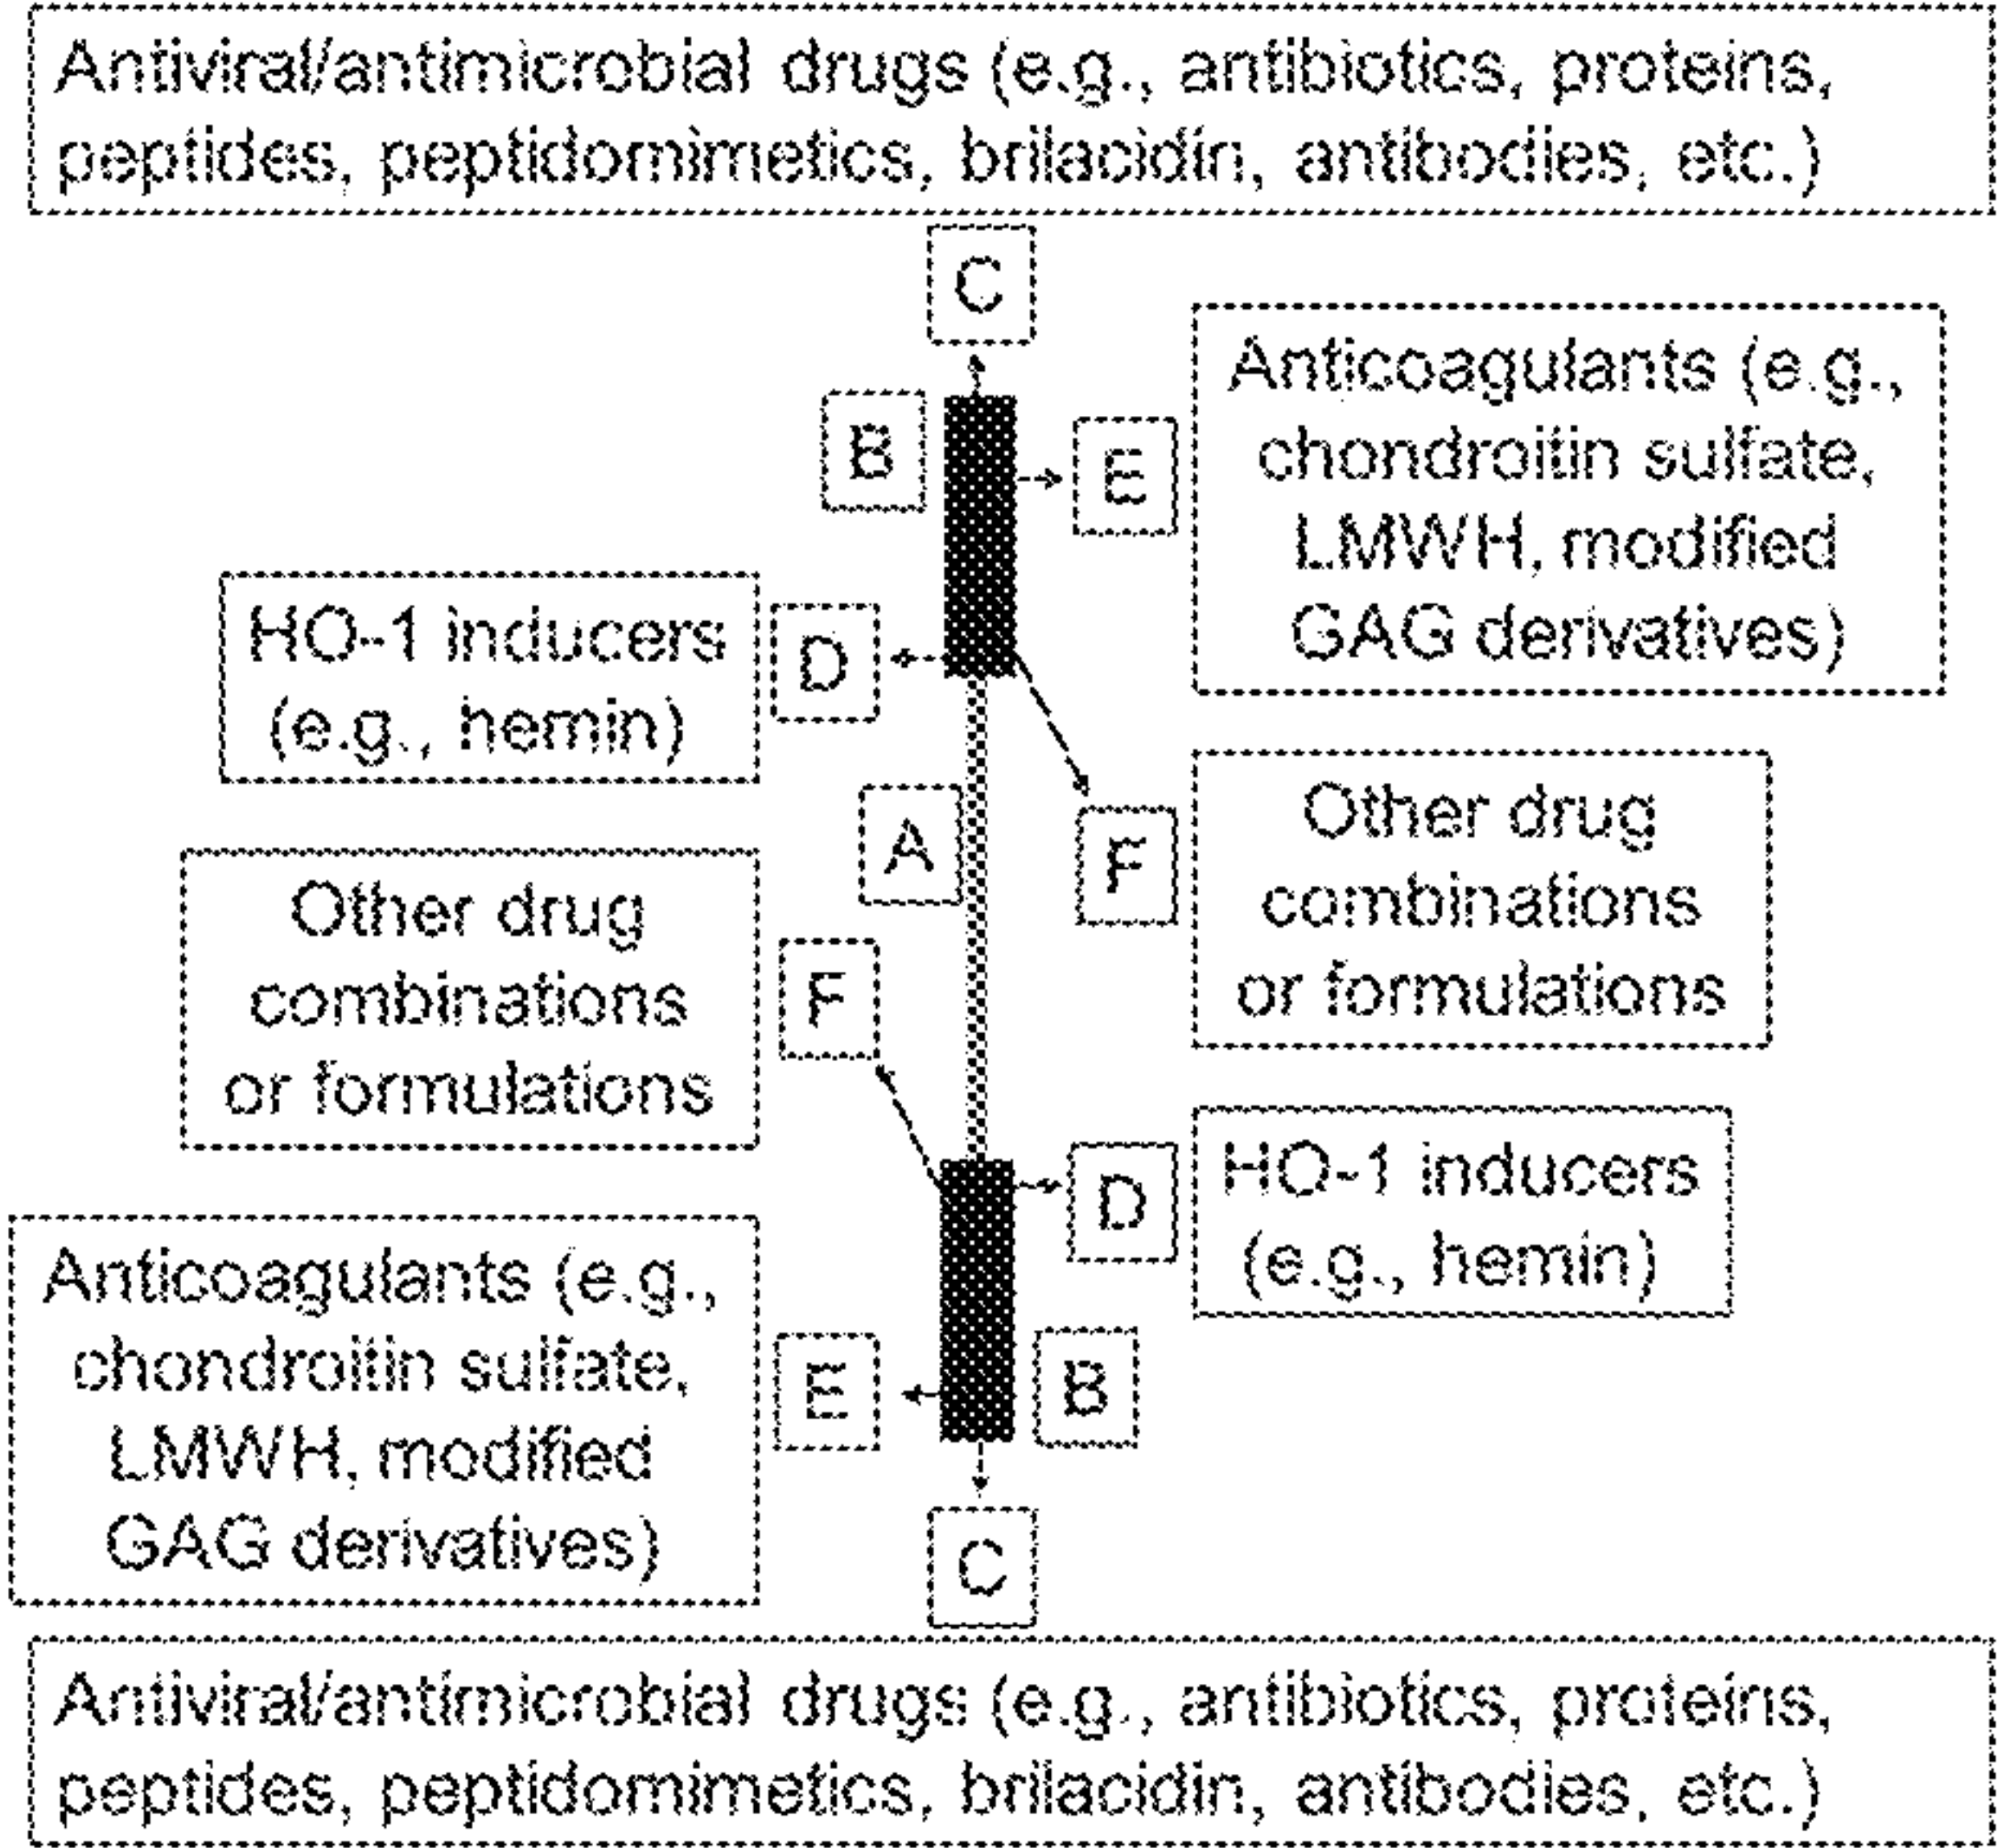 Antiviral/antimicrobial drugs (e.g., antibiotics, proteins,
peptides, peptidomimetics, brilacidin, antibodies, etc.)
C
B
E
Anticoagulants (e.g.,
chondroitin sulfate,
LMWH, modified
GAG derivatives)
HO-1 inducers
(e.g., hemin)
D
A
F
Other drug
combinations
or formulations
Other drug
combinations
or formulations
F
D
HO-1 inducers
(e.g., hemin)
Anticoagulants (e.g.,
chondroitin sulfate,
LMWH, modified
GAG derivatives)
E
B
C
Antiviral/antimicrobial drugs (e.g., antibiotics, proteins,
peptides, peptidomimetics, brilacidin, antibodies, etc.)